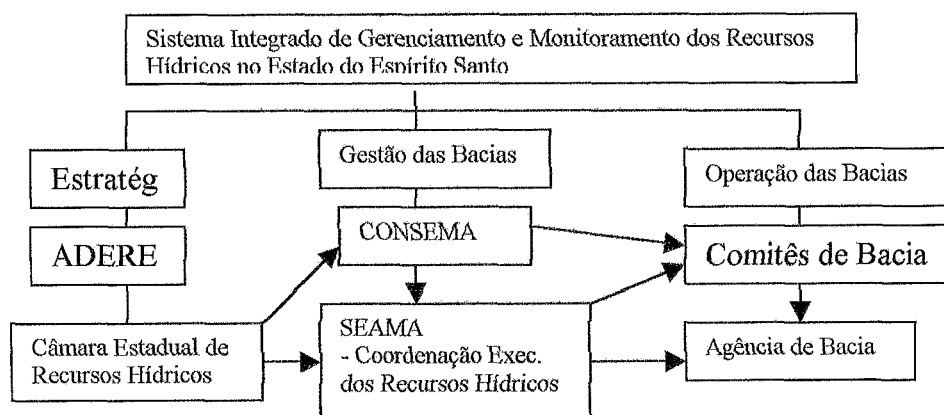 Sistema Integrado de Gerenciamento e Monitoramento dos Recursos
Hídricos no Estado do Espírito Santo
Estratég
Gestão das Bacias
Operação das Bacias
ADERE
CONSEMA
Comitês de Bacia
Câmara Estadual de
Recursos Hídricos
SEAMA
- Coordenação Exec.
dos Recursos Hídricos
Agência de Bacia